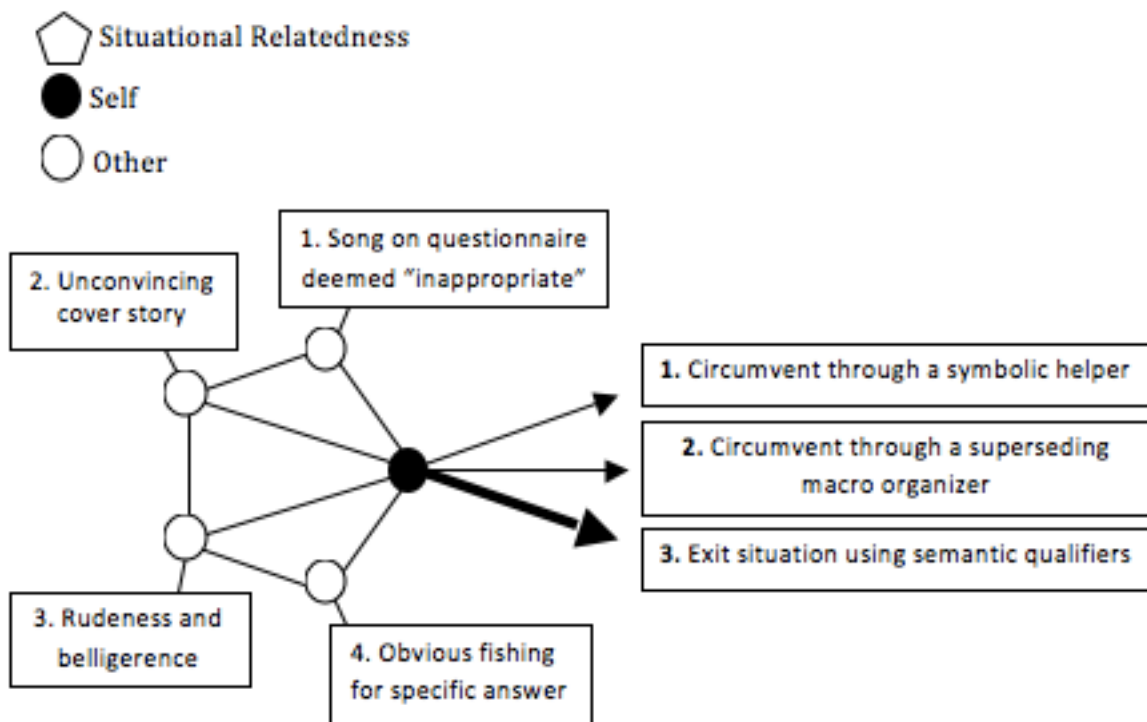 Situational Relatedness
Self
Other
1. Song on questionnaire
deemed "inappropriate"
2. Unconvincing
cover story
1. Circumvent through a symbolic helper
2. Circumvent through a superseding
macro organizer
3. Exit situation using semantic qualifiers
3. Rudeness and
belligerence
4. Obvious fishing
for specific answer